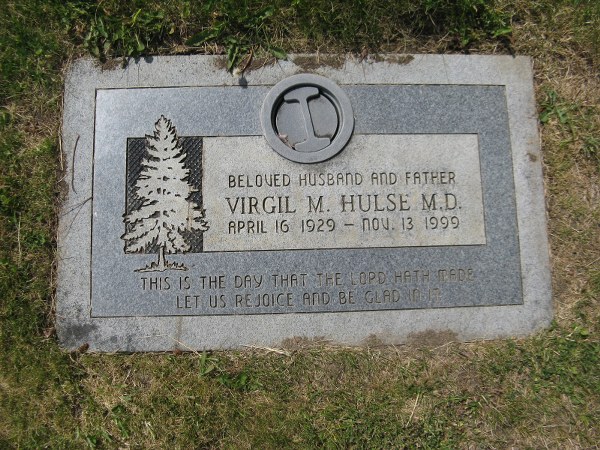 BELOVED HUSBAND AND FATHER
VIRGIL M. HULSE M.D.
APRIL 16 1929 – NOV. 13 1999
THIS IS THE DAY THAT THE LORD HATH MADE
LET US REJOICE AND BE GLAD IN IT